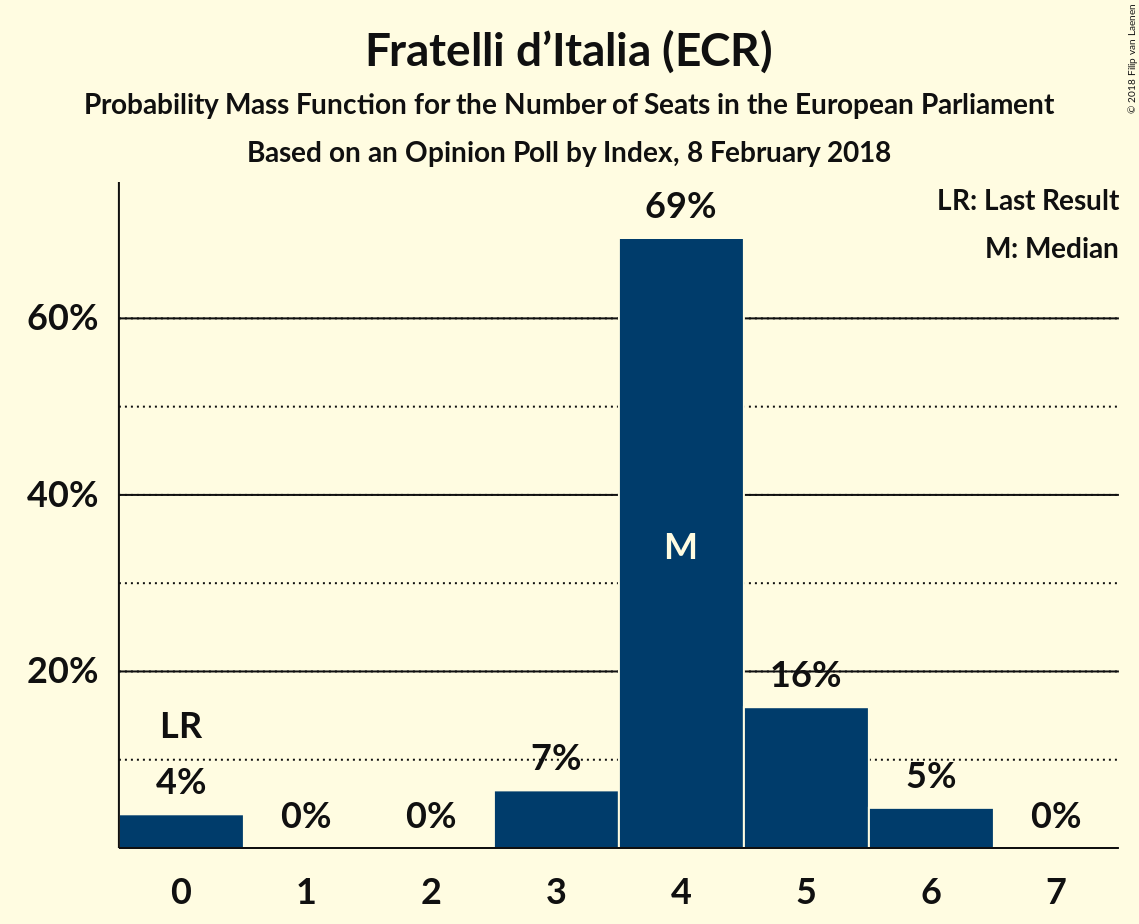 Fratelli d’Italia (ECR)
Probability Mass Function for the Number of Seats in the European Parliament
Based on an Opinion Poll by Index, 8 February 2018
© 2018 Filip van Laenen
LR: Last Result
M: Median
69%
60%
40%
M
20%
16%
LR
7%
4%
5%
0%
0%
0%
0 1 2 3 4 5 6 7